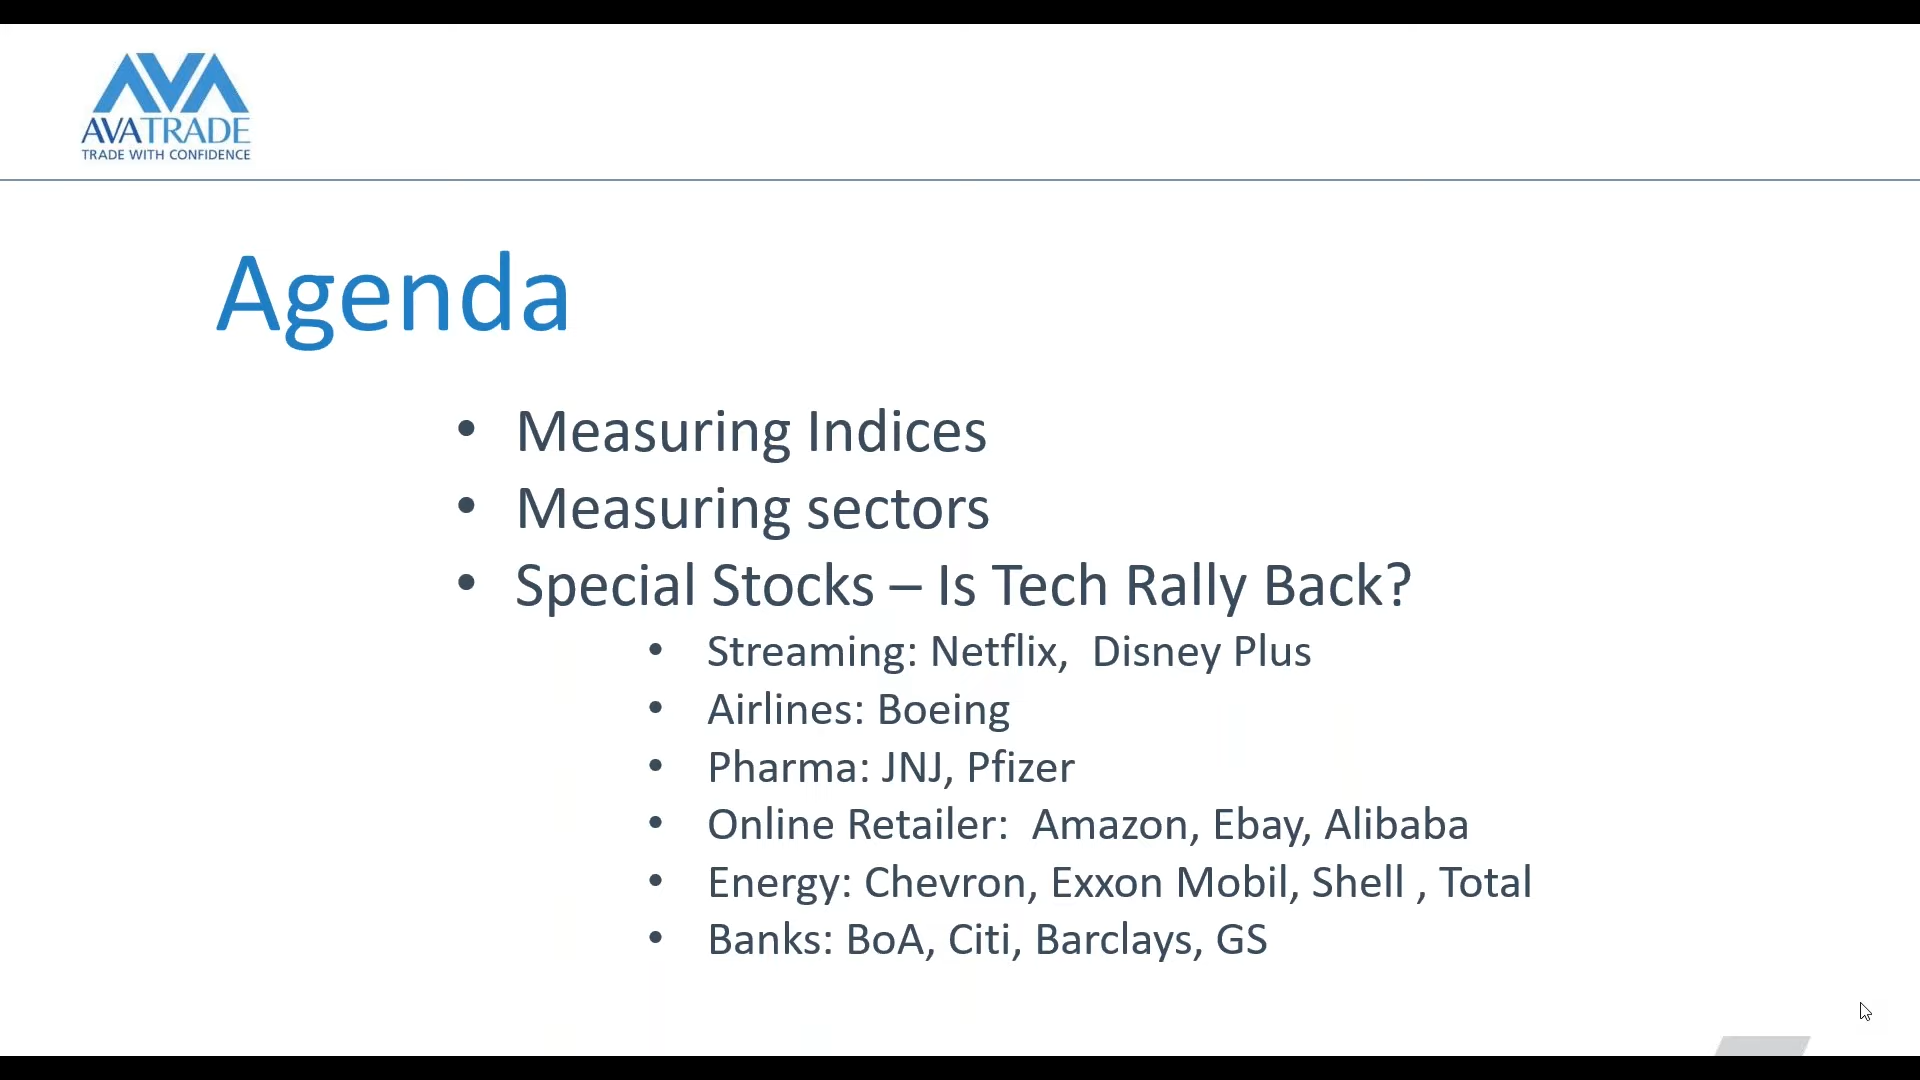 AVATRADE
TRADE WITH CONFIDENCE
Agenda
• Measuring Indices
• Measuring sectors
• Special Stocks – Is Tech Rally Back?
• Streaming: Netflix,  Disney Plus
• Airlines: Boeing
• Pharma: JNJ, Pfizer
• Online Retailer:  Amazon, Ebay, Alibaba
• Energy: Chevron, Exxon Mobil, Shell , Total
• Banks: BoA, Citi, Barclays, GS